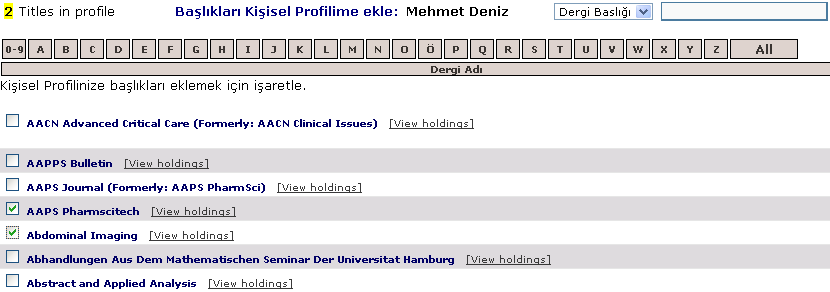 2 Titles in profile Başlıkları Kişisel Profilime ekle: Mehmet Deniz Dergi Baslığı
0-9 A B C D E F G H I J K L M N O Ö P Q R S T U V W X Y Z All
Dergi Adı
Kişisel Profilinize başlıkları eklemek için işaretle.
AACN Advanced Critical Care (Formerly: AACN Clinical Issues) [View holdings]
AAPPS Bulletin [View holdings]
AAPS Journal (Formerly: AAPS PharmSci) [View holdings]
AAPS Pharmscitech [View holdings]
Abdominal Imaging [View holdings]
Abhandlungen Aus Dem Mathematischen Seminar Der Universitat Hamburg [View holdings]
Abstract and Applied Analysis [View holdings]